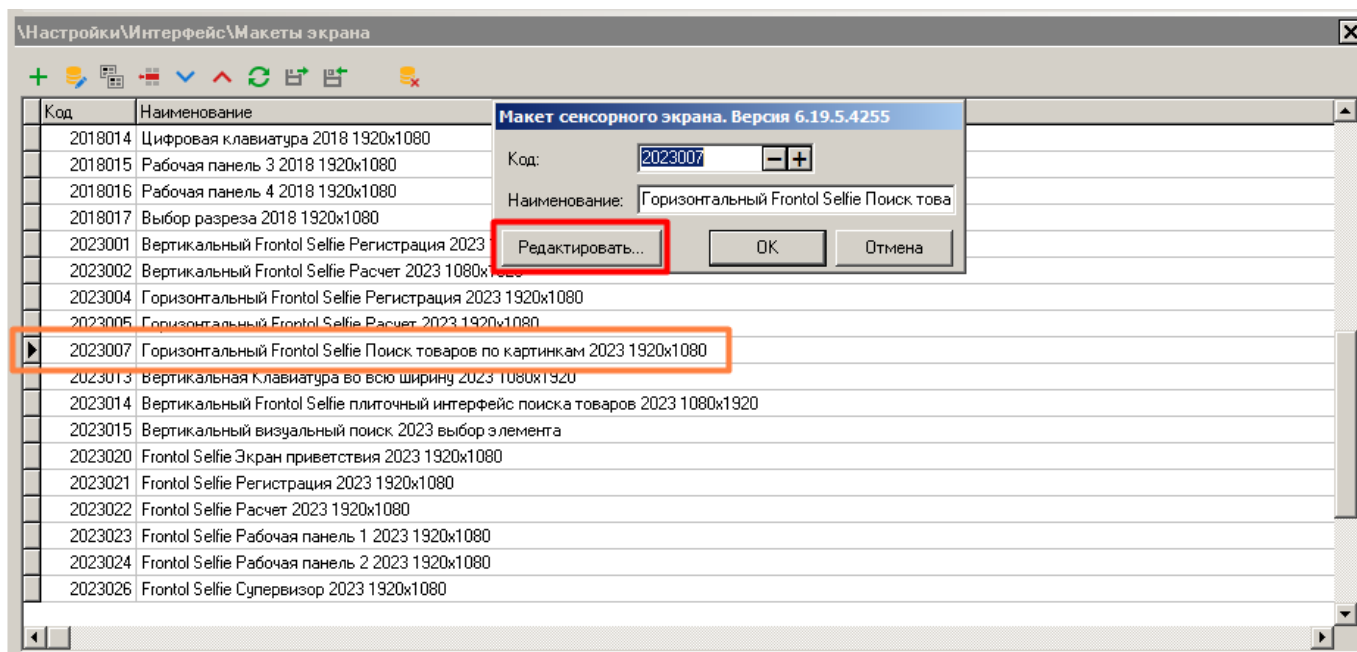 \Настройки\Интерфейс\Макеты экрана
Код Наименование
2018014 Цифровая клавиатура 2018 1920x1080
2018015 Рабочая панель 3 2018 1920x1080
2018016 Рабочая панель 4 2018 1920x1080
2018017 Выбор разреза 2018 1920x1080
2023001 Вертикальный Frontol Selfie Регистрация 2023
2023002 Вертикальный Frontol Selfie Расчет 2023 1080x1920
2023004 Горизонтальный Frontol Selfie Регистрация 2023 1920x1080
2023005 Горизонтальный Frontol Selfie Расчет 2023 1920x1080
2023007 Горизонтальный Frontol Selfie Поиск товаров по картинкам 2023 1920x1080
2023013 Вертикальная Клавиатура во всю ширину 2023 1080x1920
2023014 Вертикальный Frontol Selfie плиточный интерфейс поиска товаров 2023 1080x1920
2023015 Вертикальный визуальный поиск 2023 выбор элемента
2023020 Frontol Selfie Экран приветствия 2023 1920x1080
2023021 Frontol Selfie Регистрация 2023 1920x1080
2023022 Frontol Selfie Расчет 2023 1920x1080
2023023 Frontol Selfie Рабочая панель 1 2023 1920x1080
2023024 Frontol Selfie Рабочая панель 2 2023 1920x1080
2023026 Frontol Selfie Супервизор 2023 1920x1080
Макет сенсорного экрана. Версия 6.19.5.4255
Код: 2023007
Наименование: Горизонтальный Frontol Selfie Поиск това
Редактировать... OK Отмена